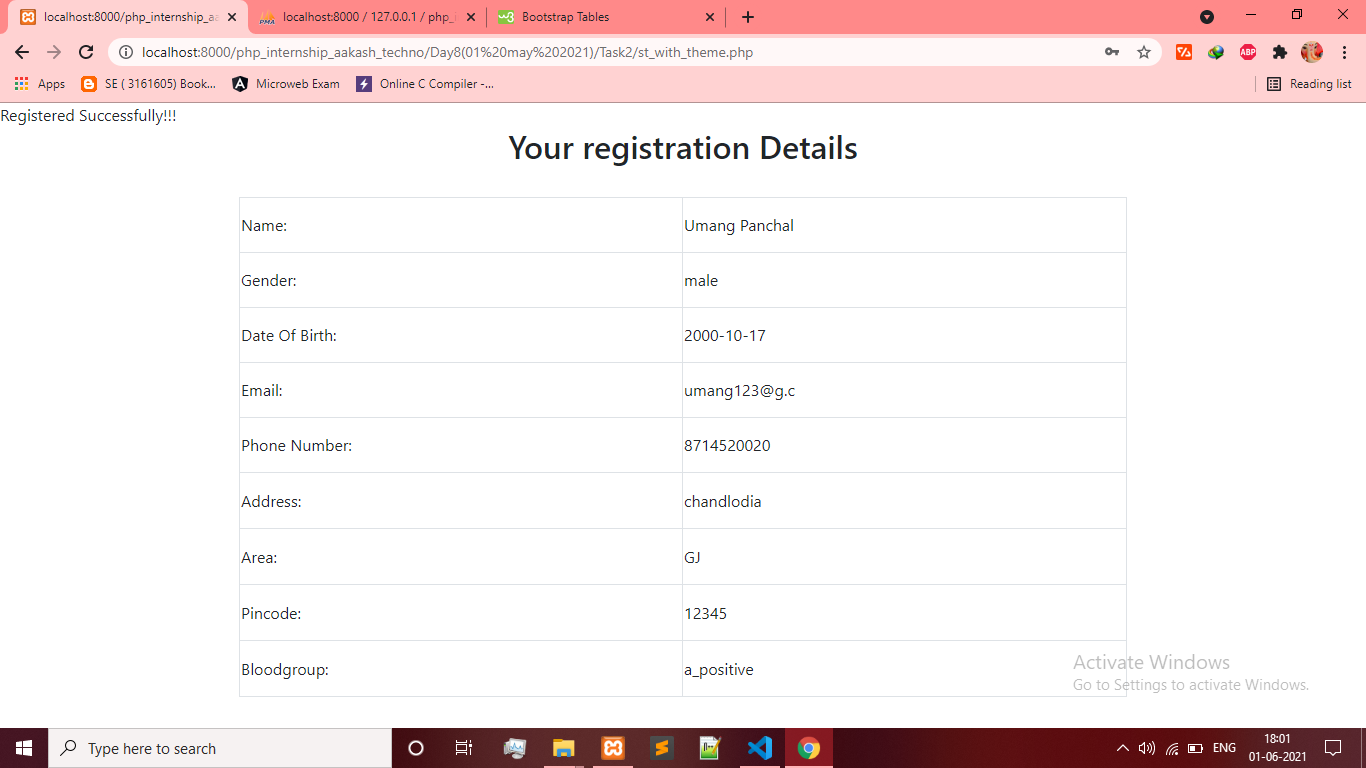 localhost:8000/php_internship_aa
localhost:8000 / 127.0.0.1 / php_i
Bootstrap Tables
localhost:8000/php_internship_aakash_techno/Day8(01%20may%202021)/Task2/st_with_theme.php
ABP
Apps
SE ( 3161605) Book...
Microweb Exam
Online C Compiler -...
Reading list
Registered Successfully!!!
Your registration Details
Name: Umang Panchal
Gender: male
Date Of Birth: 2000-10-17
Email: umang123@g.c
Phone Number: 8714520020
Address: chandlodia
Area: GJ
Pincode: 12345
Bloodgroup: a_positive
Activate Windows
Go to Settings to activate Windows.
Type here to search
ENG
18:01
01-06-2021